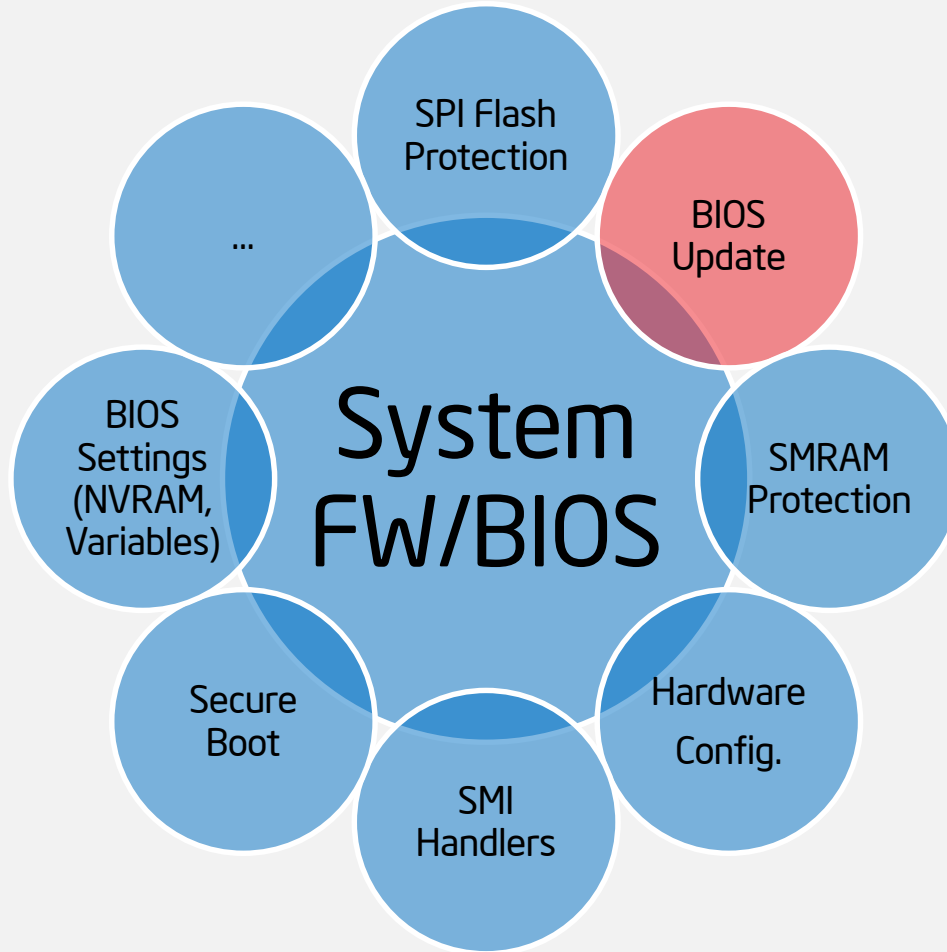 SPI Flash
Protection
BIOS
Update
SMRAM
Protection
Hardware
Config.
SMI
Handlers
Secure
Boot
BIOS
Settings
(NVRAM,
Variables)
...
System
FW/BIOS